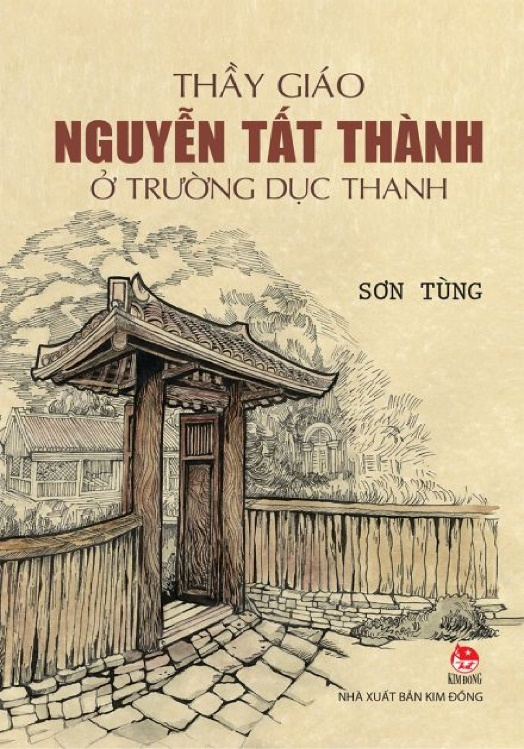 THẦY GIÁO
NGUYỄN TẤT THÀNH
Ở TRƯỜNG DỤC THANH
SƠN TÙNG
KIM ĐỒNG
NHÀ XUẤT BẢN KIM ĐỒNG